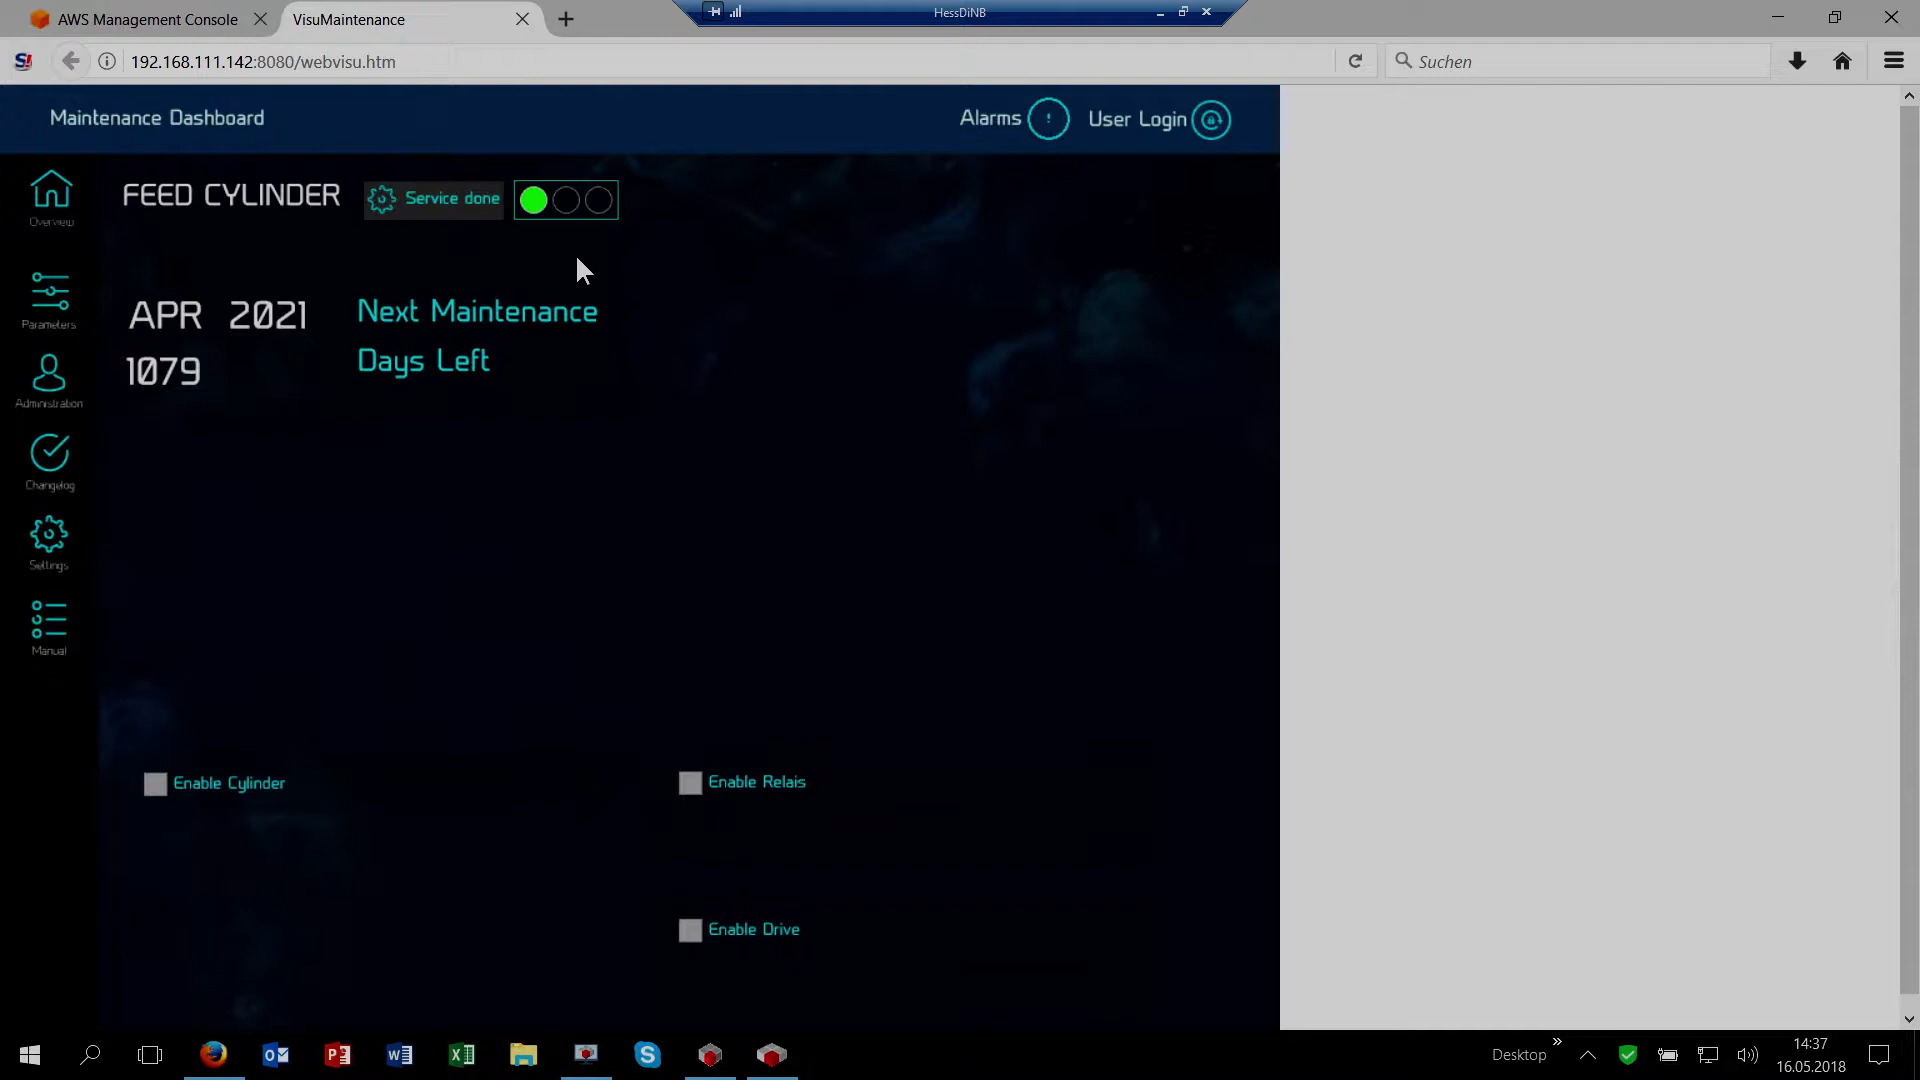 AWS Management Console
VisuMaintenance
HessDiNB
192.168.111.142:8080/webvisu.htm
Suchen
Maintenance Dashboard
Alarms
User Login
Overview
FEED CYLINDER
Service done
Parameters
APR 2021
Next Maintenance
1079
Days Left
Administration
Changelog
Settings
Manual
Enable Cylinder
Enable Relais
Enable Drive
Desktop
14:37
16.05.2018